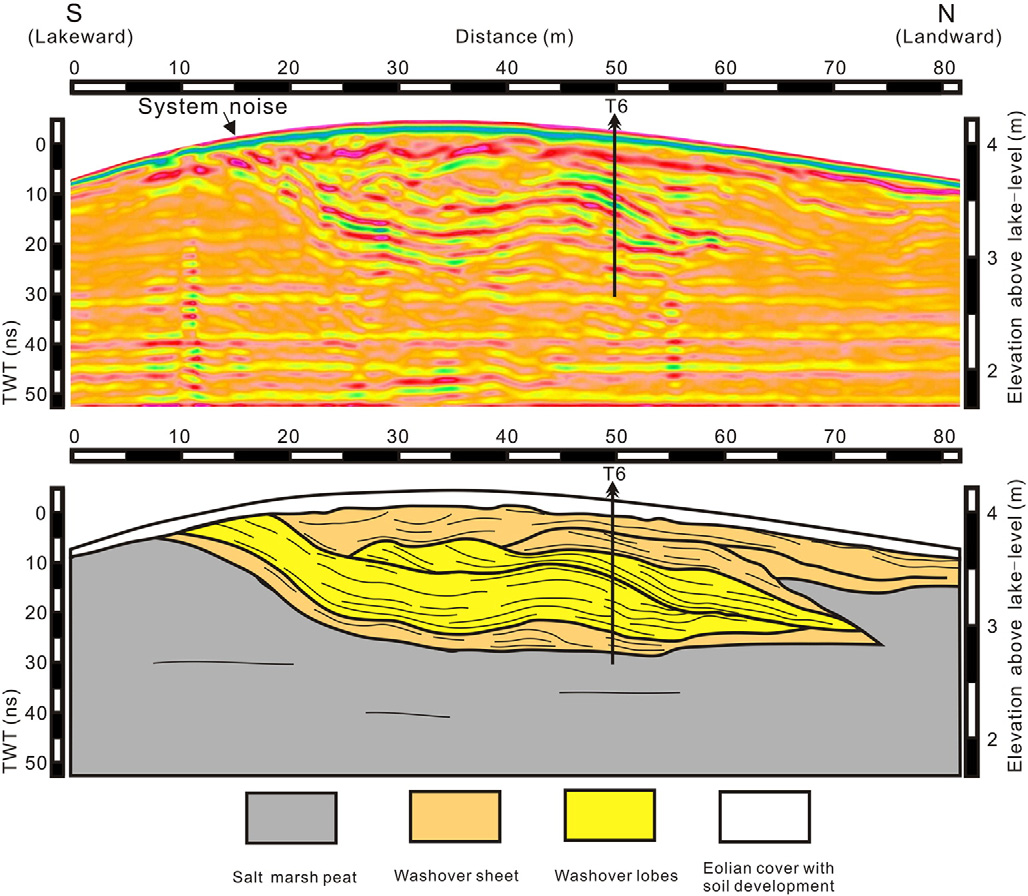 S N
(Lakeward) Distance (m) (Landward)
0 10 20 30 40 50 60 70 80
System noise T6
0
10
20
30
40
50
TWT (ns)
4
3
2
Elevation above lake-level (m)
0 10 20 30 40 50 60 70 80
T6
0
10
20
30
40
50
TWT (ns)
4
3
2
Elevation above lake-level (m)
Salt marsh peat
Washover sheet
Washover lobes
Eolian cover with
soil development